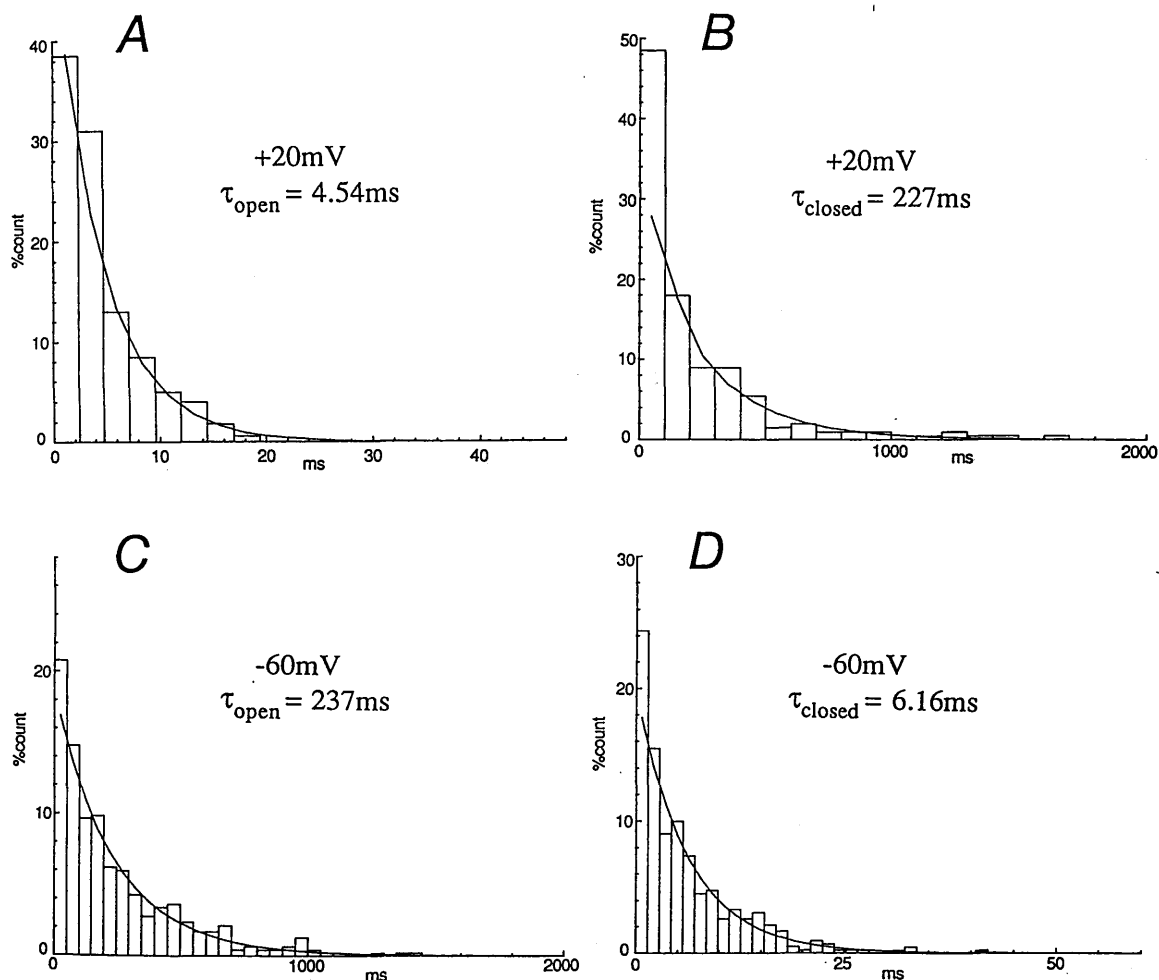 A
40
30
20
10
0
%count
+20mV
τopen = 4.54ms
0 10 20 30 40
ms
B
50
40
30
20
10
0
%count
+20mV
τclosed = 227ms
0 1000 2000
ms
C
20
10
0
%count
-60mV
τopen = 237ms
0 1000 2000
ms
D
30
20
10
0
%count
-60mV
τclosed = 6.16ms
0 25 50
ms